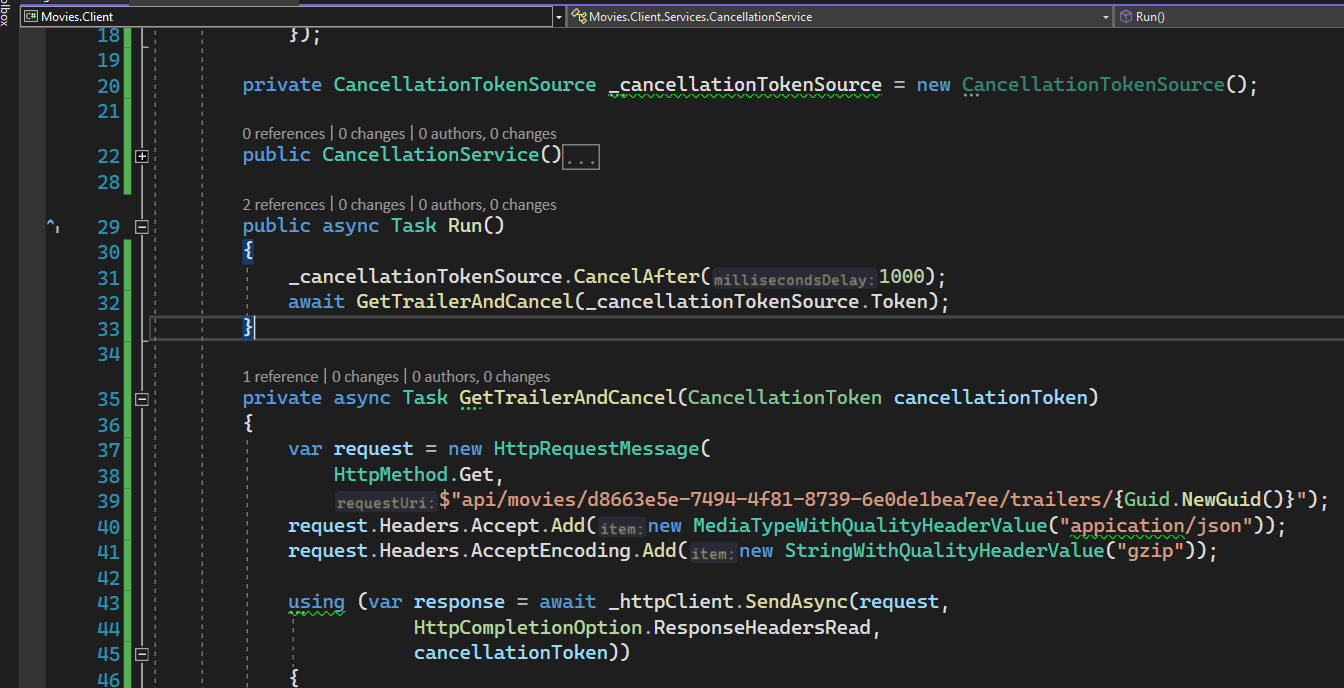 olbox
C# Movies.Client
Movies.Client.Services.CancellationService
Run()
18 });
19
20 private CancellationTokenSource _cancellationTokenSource = new CancellationTokenSource();
21
0 references | 0 changes | 0 authors, 0 changes
22 public CancellationService()...
28
2 references | 0 changes | 0 authors, 0 changes
29 public async Task Run()
30 {
31 _cancellationTokenSource.CancelAfter(millisecondsDelay: 1000);
32 await GetTrailerAndCancel(_cancellationTokenSource.Token);
33 }
34
1 reference | 0 changes | 0 authors, 0 changes
35 private async Task GetTrailerAndCancel(CancellationToken cancellationToken)
36 {
37 var request = new HttpRequestMessage(
38 HttpMethod.Get,
39 requestUri: $"api/movies/d8663e5e-7494-4f81-8739-6e0de1bea7ee/trailers/{Guid.NewGuid()}");
40 request.Headers.Accept.Add(item: new MediaTypeWithQualityHeaderValue("appication/json"));
41 request.Headers.AcceptEncoding.Add(item: new StringWithQualityHeaderValue("gzip"));
42
43 using (var response = await _httpClient.SendAsync(request,
44 HttpCompletionOption.ResponseHeadersRead,
45 cancellationToken))
46 {